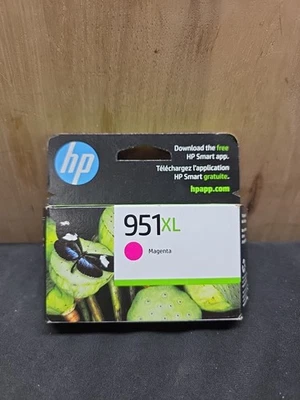 Download the free
HP Smart app.
Téléchargez l'application
HP Smart gratuite.
hpapp.com
hp
951XL
Magenta